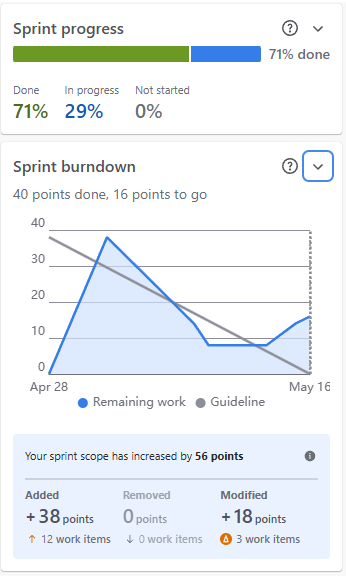 Sprint progress
71% done
Done In progress Not started
71% 29% 0%
Sprint burndown
40 points done, 16 points to go
40
30
20
10
0
Apr 28 May 16
Remaining work Guideline
Your sprint scope has increased by 56 points
Added Removed Modified
+38 points 0 points +18 points
↑ 12 work items ↓ 0 work items 3 work items